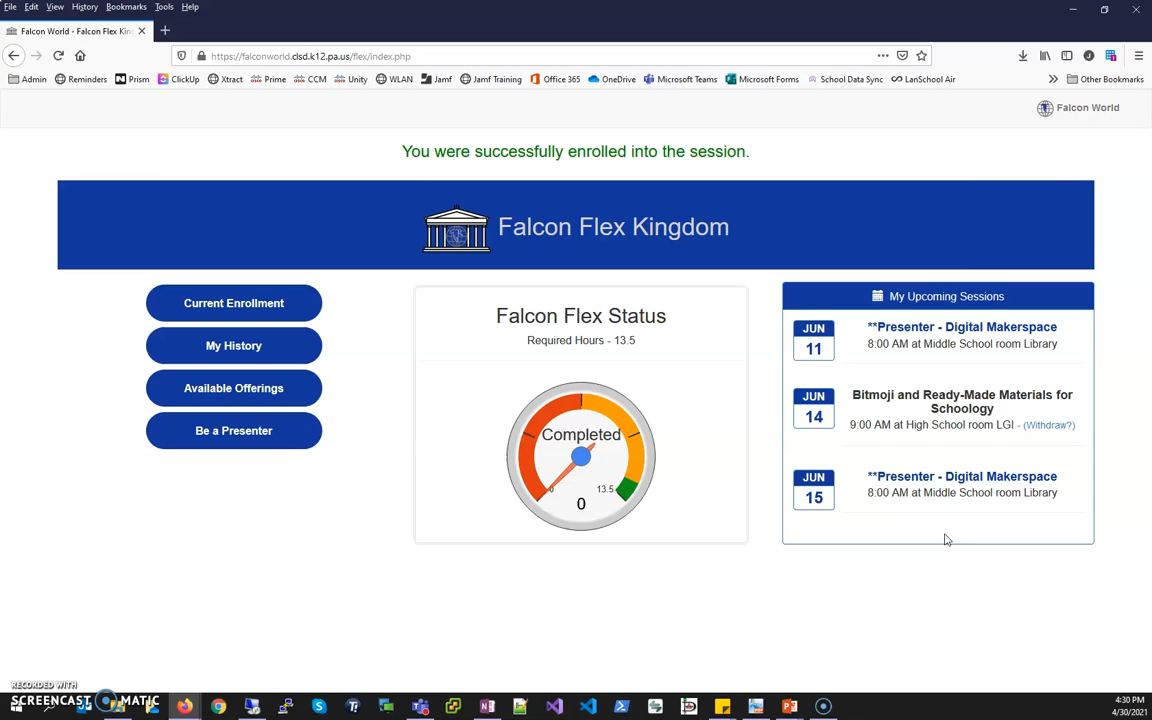 File Edit View History Bookmarks Tools Help
Falcon World - Falcon Flex King
https://falconworld.clsd.k12.pa.us/flex/index.php
Admin Reminders Prism ClickUp Xtract Prime CCM Unity WLAN Jamf Jamf Training Office 365 OneDrive Microsoft Teams Microsoft Forms School Data Sync LanSchool Air Other Bookmarks
Falcon World
You were successfully enrolled into the session.
Falcon Flex Kingdom
Current Enrollment
My History
Available Offerings
Be a Presenter
Falcon Flex Status
Required Hours - 13.5
Completed
0 13.5
0
My Upcoming Sessions
JUN
11
**Presenter - Digital Makerspace
8:00 AM at Middle School room Library
JUN
14
Bitmoji and Ready-Made Materials for
Schoology
9:00 AM at High School room LGI - (Withdraw?)
JUN
15
**Presenter - Digital Makerspace
8:00 AM at Middle School room Library
RECORDED WITH
SCREENCAST MATIC
4:30 PM
4/30/2021